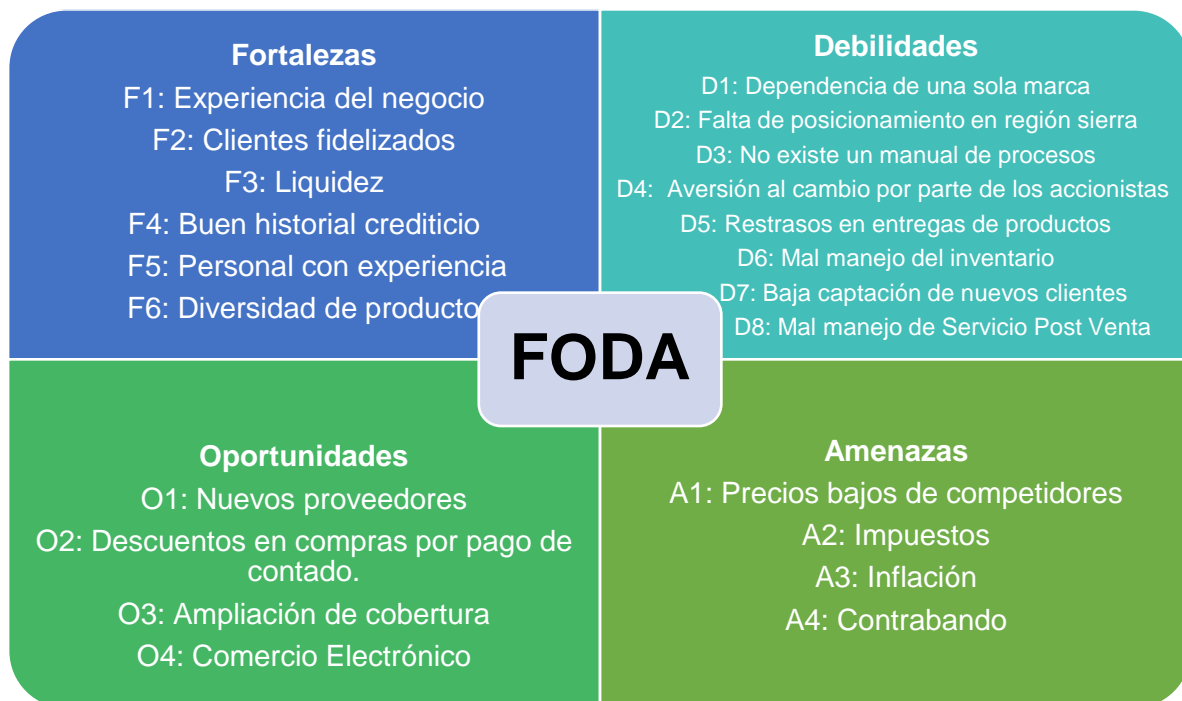 Fortalezas
F1: Experiencia del negocio
F2: Clientes fidelizados
F3: Liquidez
F4: Buen historial crediticio
F5: Personal con experiencia
F6: Diversidad de producto
Debilidades
D1: Dependencia de una sola marca
D2: Falta de posicionamiento en región sierra
D3: No existe un manual de procesos
D4: Aversión al cambio por parte de los accionistas
D5: Restrasos en entregas de productos
D6: Mal manejo del inventario
D7: Baja captación de nuevos clientes
D8: Mal manejo de Servicio Post Venta
FODA
Oportunidades
O1: Nuevos proveedores
O2: Descuentos en compras por pago de
contado.
O3: Ampliación de cobertura
O4: Comercio Electrónico
Amenazas
A1: Precios bajos de competidores
A2: Impuestos
A3: Inflación
A4: Contrabando